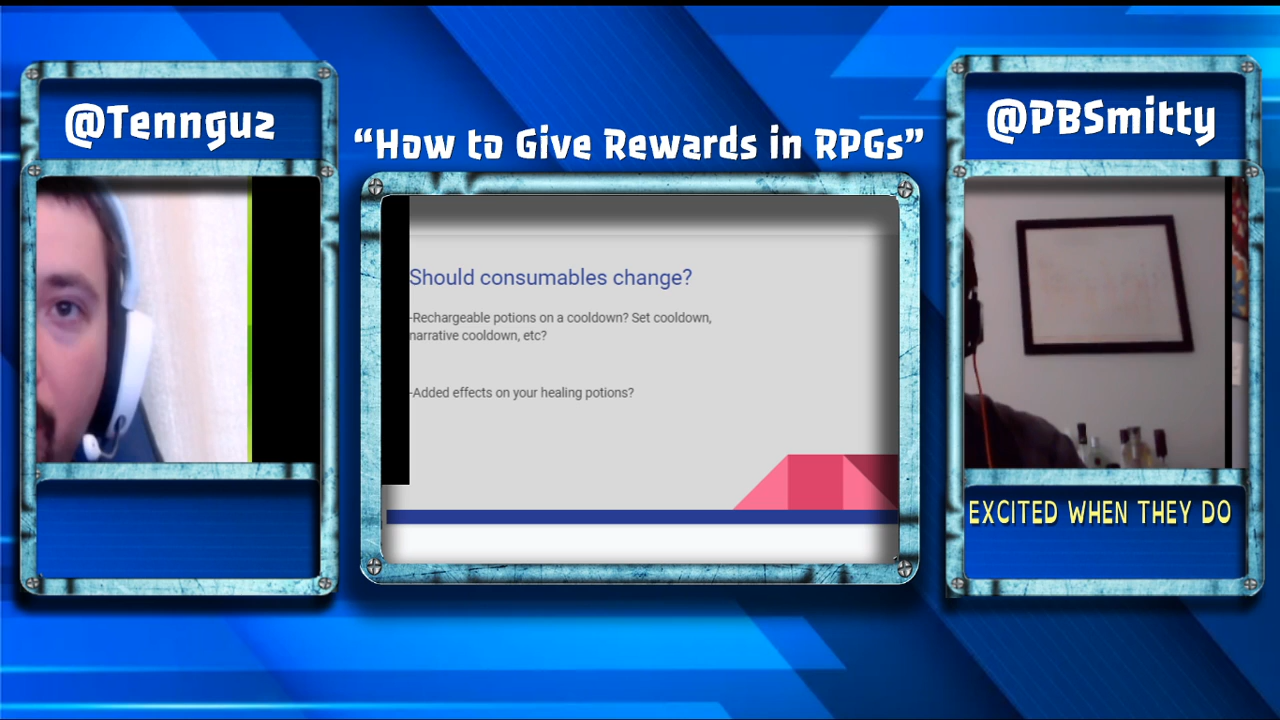 @Tennguz
“How to Give Rewards in RPGs”
@PBSmitty
Should consumables change?
-Rechargeable potions on a cooldown? Set cooldown,
narrative cooldown, etc?
-Added effects on your healing potions?
EXCITED WHEN THEY DO